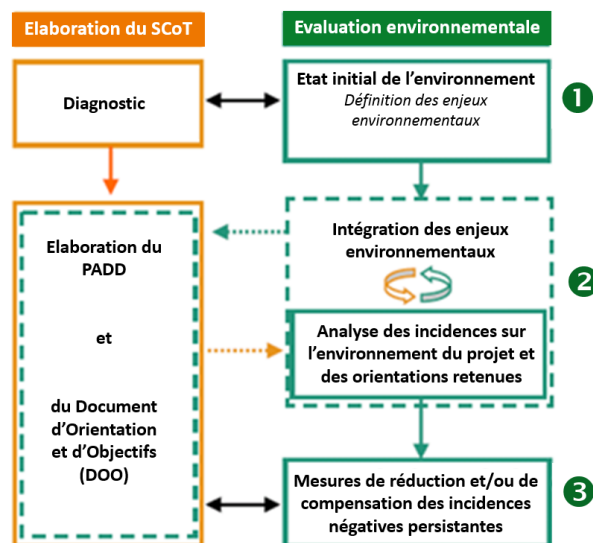 Elaboration du SCoT
Evaluation environnementale
Diagnostic
Etat initial de l'environnement
Définition des enjeux
environnementaux
1
Elaboration du
PADD
et
du Document
d'Orientation
et d'Objectifs
(DOO)
Intégration des enjeux
environnementaux
2
Analyse des incidences sur
l'environnement du projet et
des orientations retenues
Mesures de réduction et/ou de
compensation des incidences
négatives persistantes
3